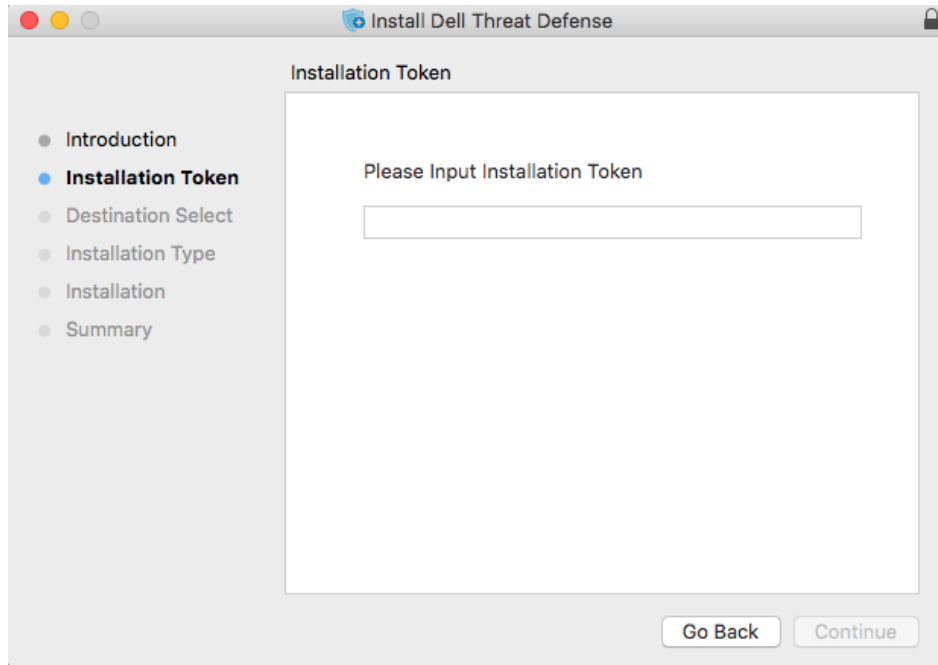 Install Dell Threat Defense
Installation Token
Introduction
Installation Token
Destination Select
Installation Type
Installation
Summary
Please Input Installation Token
Go Back
Continue